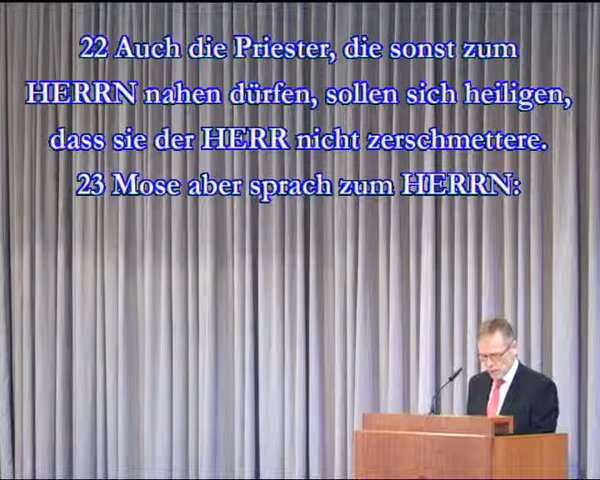 22 Auch die Priester, die sonst zum
HERRN nahen dürfen, sollen sich heiligen,
dass sie der HERR nicht zerschmettere.
23 Mose aber sprach zum HERRN: